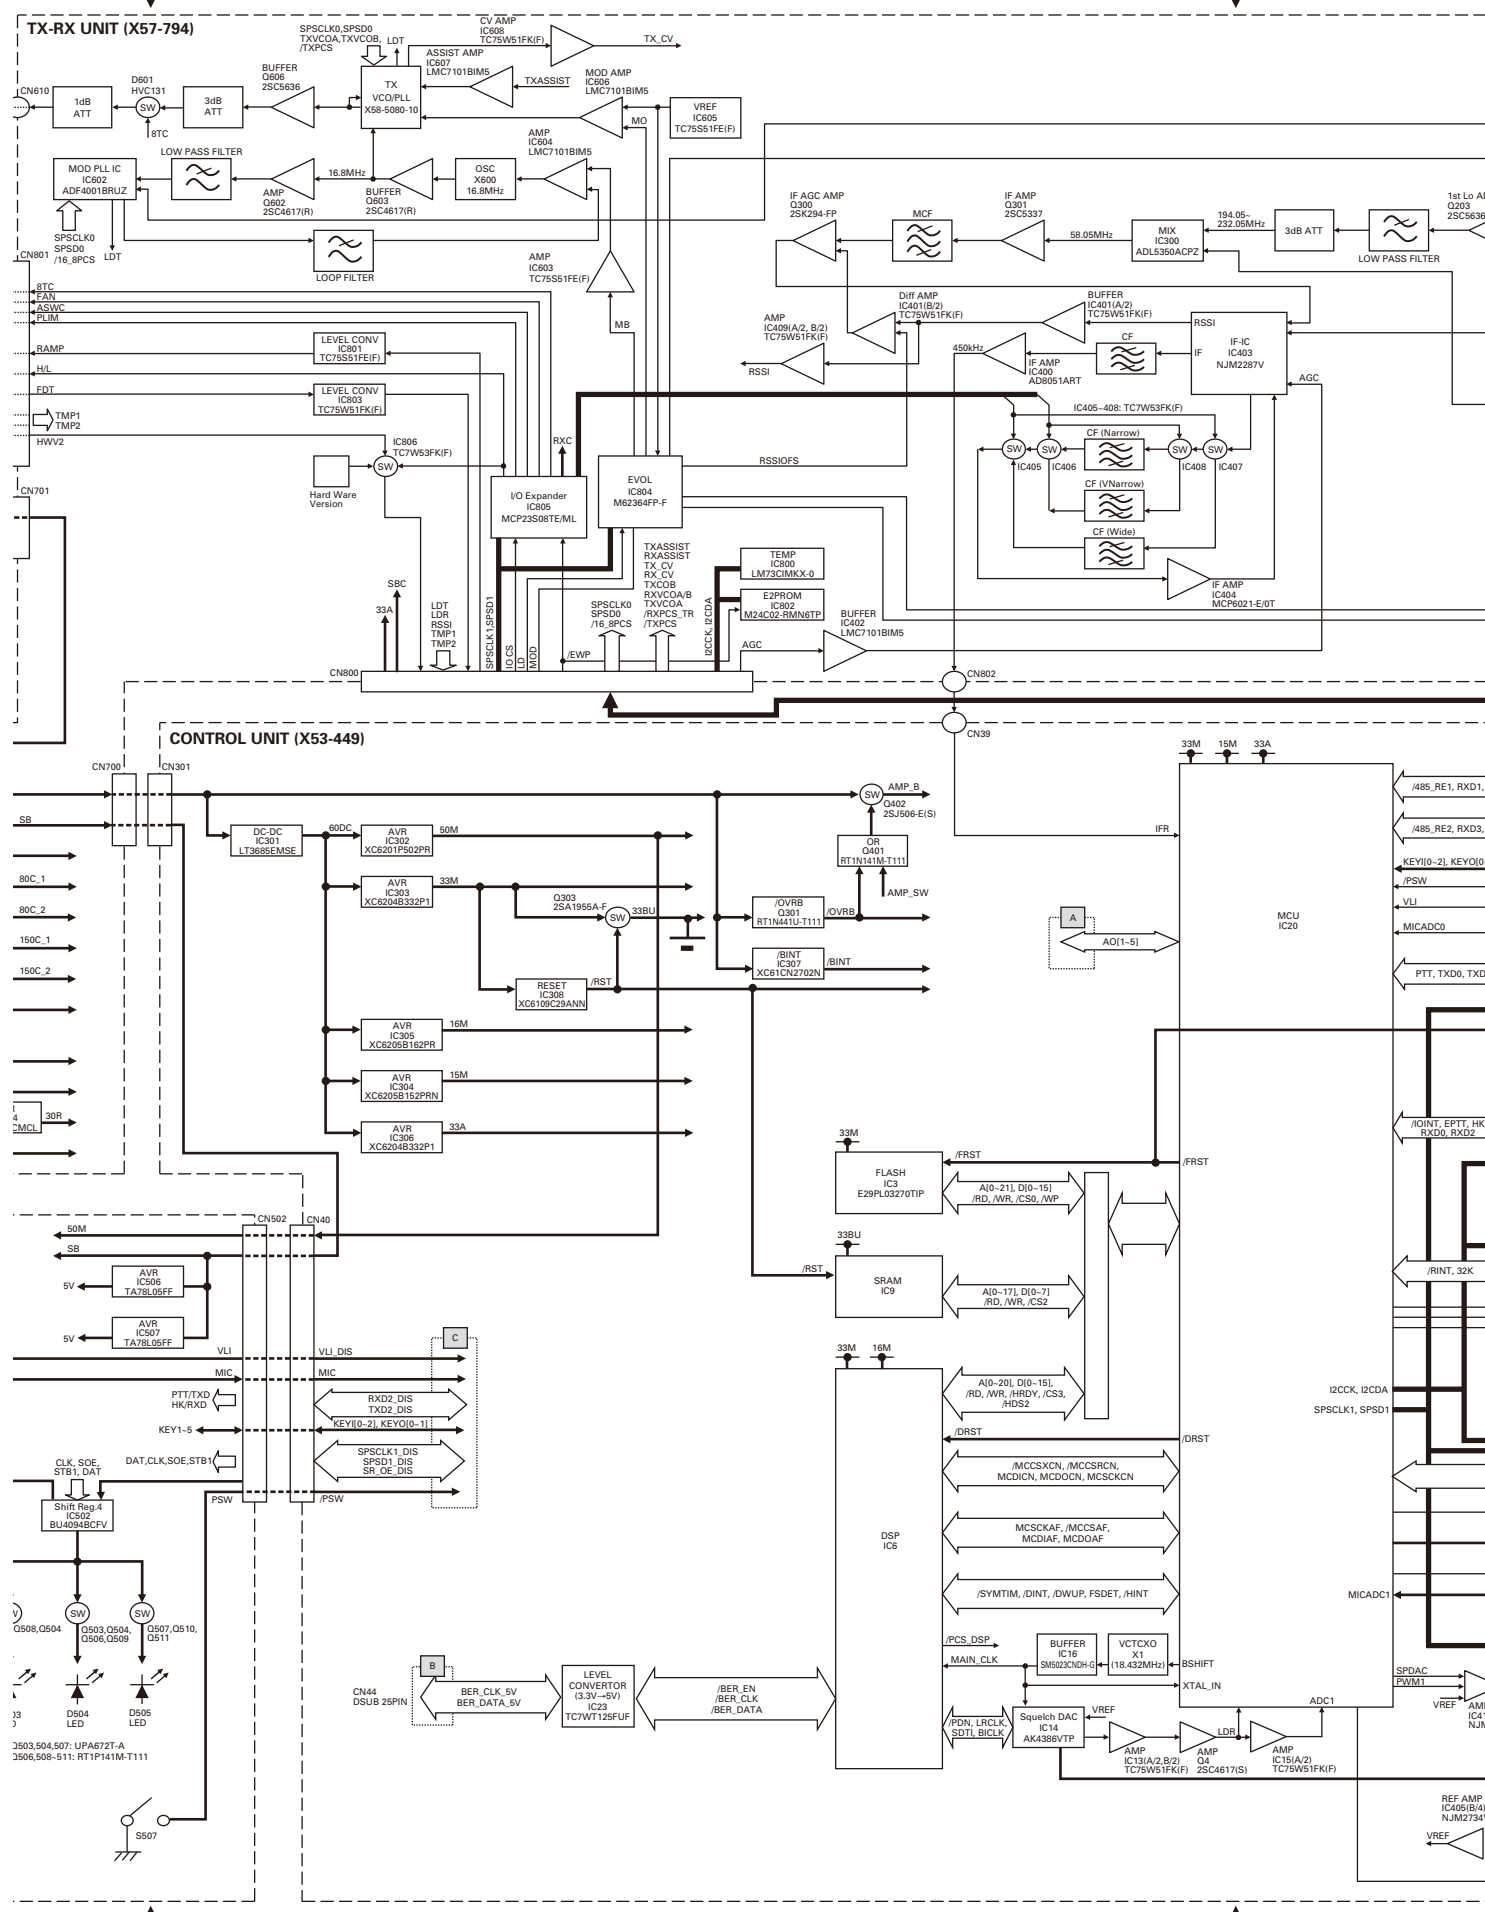 TX-RX UNIT (X57-794)
SPSCLK0,SPSD0
TXVCOA,TXVCOB,
/TXPCS
LDT
CV AMP
IC608
TC75W51FK(F)
TX_CV
ASSIST AMP
IC607
LMC7101BIM5
TXASSIST
MOD AMP
IC606
LMC7101BIM5
CN610
1dB
ATT
D601
HVC131
SW
8TC
3dB
ATT
BUFFER
Q606
2SC5636
TX
VCO/PLL
X58-5080-10
MO
VREF
IC605
TC75S51FE(F)
MOD PLL IC
IC602
ADF4001BRUZ
LOW PASS FILTER
AMP
Q602
2SC4617(R)
16.8MHz
BUFFER
Q603
2SC4617(R)
OSC
X600
16.8MHz
AMP
IC604
LMC7101BIM5
SPSCLK0
SPSD0
/16_8PCS
LDT
LOOP FILTER
AMP
IC603
TC75S51FE(F)
MB
IF AGC AMP
Q300
2SK294-FP
MCF
IF AMP
Q301
2SC5337
58.05MHz
MIX
IC300
ADL5350ACPZ
194.05~
232.05MHz
3dB ATT
LOW PASS FILTER
Q203
2SC5636
CN801
8TC
FAN
ASWC
PLIM
RAMP
H/L
FDT
TMP1
TMP2
HWV2
LEVEL CONV
IC801
TC75S51FE(F)
LEVEL CONV
IC803
TC75W51FK(F)
IC806
TC7W53FK(F)
SW
Hard Ware
Version
CN701
AMP
IC409(A/2, B/2)
TC75W51FK(F)
RSSI
Diff AMP
IC401(B/2)
TC75W51FK(F)
BUFFER
IC401(A/2)
TC75W51FK(F)
450kHz
IF AMP
IC400
AD8051ART
CF
RSSI
IF
IF-IC
IC403
NJM2287V
AGC
IC405~408: TC7W53FK(F)
SW
IC405
SW
IC406
CF (Narrow)
SW
IC408
SW
IC407
CF (VNarrow)
CF (Wide)
IF AMP
IC404
MCP6021-E/0T
RXC
I/O Expander
IC805
MCP23S08TE/ML
EVOL
IC804
M62364FP-F
RSSIOFS
TEMP
IC800
LM73CIMKX-0
E2PROM
IC802
M24C02-RMN6TP
BUFFER
IC402
LMC7101BIM5
AGC
33A
SBC
LDT
LDR
RSSI
TMP1
TMP2
SPSCLK1,SPSD1
IO CS
LD
MOD
/EWP
SPSCLK0
SPSD0
/16_8PCS
TXASSIST
RXASSIST
TX_CV
RX_CV
TXCOB
RXVCOA/B
TXVCOA
/RXPCS_TR
/TXPCS
I2CCK, I2CDA
CN800
CN802
CN39
CONTROL UNIT (X53-449)
CN700
CN301
SB
80C_1
80C_2
150C_1
150C_2
30R
DC-DC
IC301
LT3685EMSE
60DC
AVR
IC302
XC6201P502PR
50M
AVR
IC303
XC6204B332P1
33M
Q303
2SA1955A-F
SW
33BU
RESET
IC308
XC6109C29ANN
/RST
AVR
IC305
XC6205B162PR
16M
AVR
IC304
XC6205B152PRN
15M
AVR
IC306
XC6204B332P1
33A
SW
AMP_B
Q402
2SJ506-E(S)
OR
Q401
RT1N141M-T111
AMP_SW
/OVRB
Q301
RT1N441U-T111
/OVRB
/BINT
IC307
XC61CN2702N
/BINT
33M
15M
33A
IFR
MCU
IC20
A
AO[1~5]
/485_RE1, RXD1,
/485_RE2, RXD3,
/PSW
VLI
MICADC0
/IOINT, EPTT, HK
RXD0, RXD2
/RINT, 32K
I2CCK, I2CDA
SPSCLK1, SPSD1
MICADC1
33M
FLASH
IC3
E29PL03270TIP
/FRST
A[0~21], D[0~15]
/RD, /WR, /CS0, /WP
/FRST
33BU
/RST
SRAM
IC9
A[0~17], D[0~7]
/RD, /WR, /CS2
33M
16M
DSP
IC6
A[0~20], D[0~15],
/RD, /WR, /HRDY, /CS3,
/HDS2
/DRST
/DRST
/MCCSXCN, /MCCSRCN,
MCDICN, MCDOCN, MCSCKCN
MCSCKAF, /MCCSAF,
MCDIAF, MCDOAF
/SYMTIM, /DINT, /DWUP, FSDET, /HINT
/PCS_DSP
MAIN_CLK
BUFFER
IC16
SM5023CNDH-G
VCTCXO
X1
(18.432MHz)
BSHIFT
XTAL_IN
ADC1
/PDN, LRCLK,
SDTI, BICLK
Squelch DAC
IC14
AK4386VTP
VREF
AMP
IC13(A/2,B/2)
TC75W51FK(F)
AMP
Q4
2SC4617(S)
LDR
AMP
IC15(A/2)
TC75W51FK(F)
SPDAC
PWM1
VREF
REF AMP
IC405(B/4)
VREF
CN502
CN40
50M
SB
AVR
IC506
TA78L05FF
5V
AVR
IC507
TA78L05FF
5V
VLI
VLI_DIS
MIC
MIC
PTT/TXD
HK/RXD
RXD2_DIS
TXD2_DIS
KEY1~5
KEYI[0~2], KEYO[0~1]
DAT,CLK,SOE,STB1
SPSCLK1_DIS
SPSD1_DIS
SR_OE_DIS
PSW
/PSW
C
CLK, SOE,
STB1, DAT
Shift Reg.4
IC502
BU4094BCFV
Q508,Q504
SW
Q503,Q504,
Q506,Q509
SW
Q507,Q510,
Q511
D504
LED
D505
LED
Q503,504,507: UPA672T-A
Q506,508~511: RT1P141M-T111
S507
CN44
DSUB 25PIN
B
BER_CLK_5V
BER_DATA_5V
LEVEL
CONVERTOR
(3.3V→5V)
IC23
TC7WT125FUF
/BER_EN
/BER_CLK
/BER_DATA